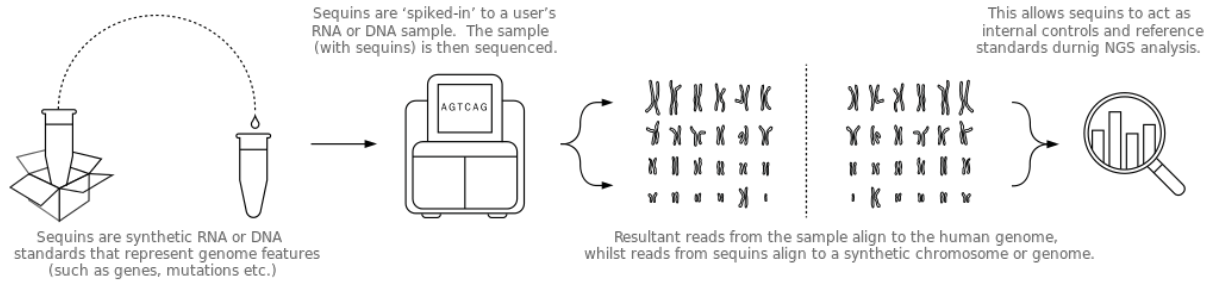 Sequins are ‘spiked-in’ to a user’s
RNA or DNA sample. The sample
(with sequins) is then sequenced.
This allows sequins to act as
internal controls and reference
standards durnig NGS analysis.
AGTCAG
Sequins are synthetic RNA or DNA
standards that represent genome features
(such as genes, mutations etc.)
Resultant reads from the sample align to the human genome,
whilst reads from sequins align to a synthetic chromosome or genome.